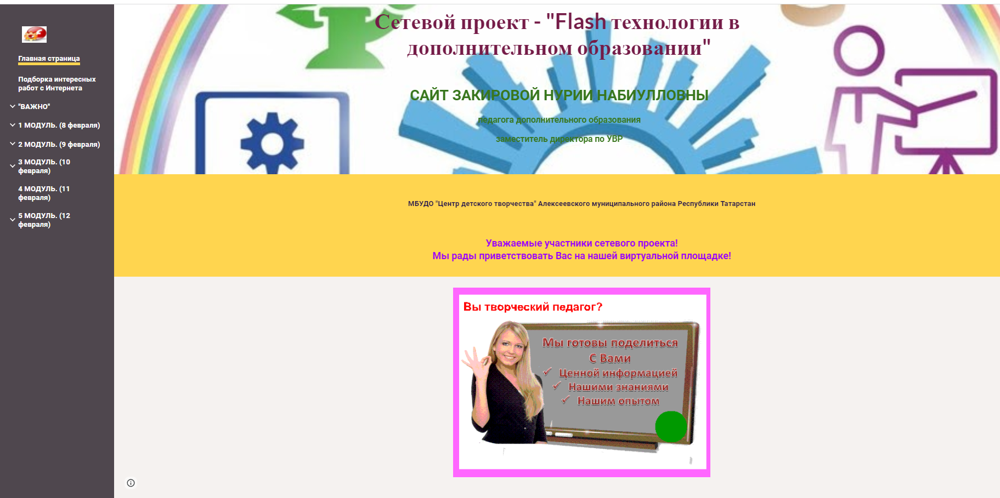 Главная страница
Подборка интересных
работ с Интернета
"ВАЖНО"
1 МОДУЛЬ. (8 февраля)
2 МОДУЛЬ. (9 февраля)
3 МОДУЛЬ. (10
февраля)
4 МОДУЛЬ. (11
февраля)
5 МОДУЛЬ. (12
февраля)
Сетевой проект - "Flash технологии в
дополнительном образовании"
САЙТ ЗАКИРОВОЙ НУРИИ НАБИУЛЛОВНЫ
педагога дополнительного образования
заместитель директора по УВР
МБУДО "Центр детского творчества" Алексеевского муниципального района Республики Татарстан
Уважаемые участники сетевого проекта!
Мы рады приветствовать Вас на нашей виртуальной площадке!
Вы творческий педагог?
Мы готовы поделиться
С Вами
✓ Ценной информацией
✓ Нашими знаниями
✓ Нашим опытом